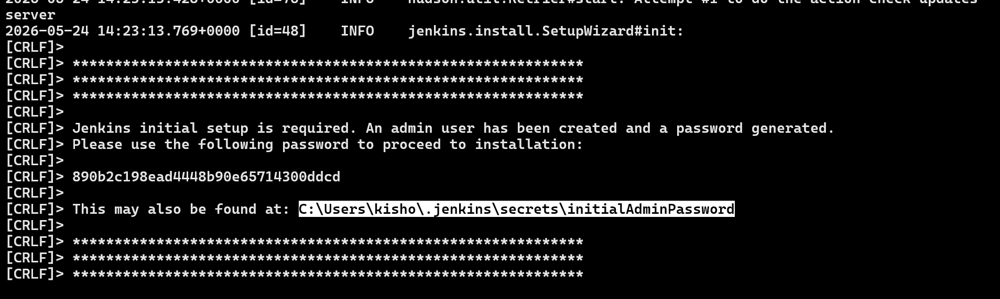 2026-05-24 14:23:13.428+0000 [id=78]    INFO    hudson.util.Retrier#start: Attempt #1 to do the action check updates
server
2026-05-24 14:23:13.769+0000 [id=48]    INFO    jenkins.install.SetupWizard#init:
[CRLF]>
[CRLF]> *************************************************************
[CRLF]> *************************************************************
[CRLF]> *************************************************************
[CRLF]>
[CRLF]> Jenkins initial setup is required. An admin user has been created and a password generated.
[CRLF]> Please use the following password to proceed to installation:
[CRLF]>
[CRLF]> 890b2c198ead4448b90e65714300ddcd
[CRLF]>
[CRLF]> This may also be found at: C:\Users\kisho\.jenkins\secrets\initialAdminPassword
[CRLF]>
[CRLF]> *************************************************************
[CRLF]> *************************************************************
[CRLF]> *************************************************************